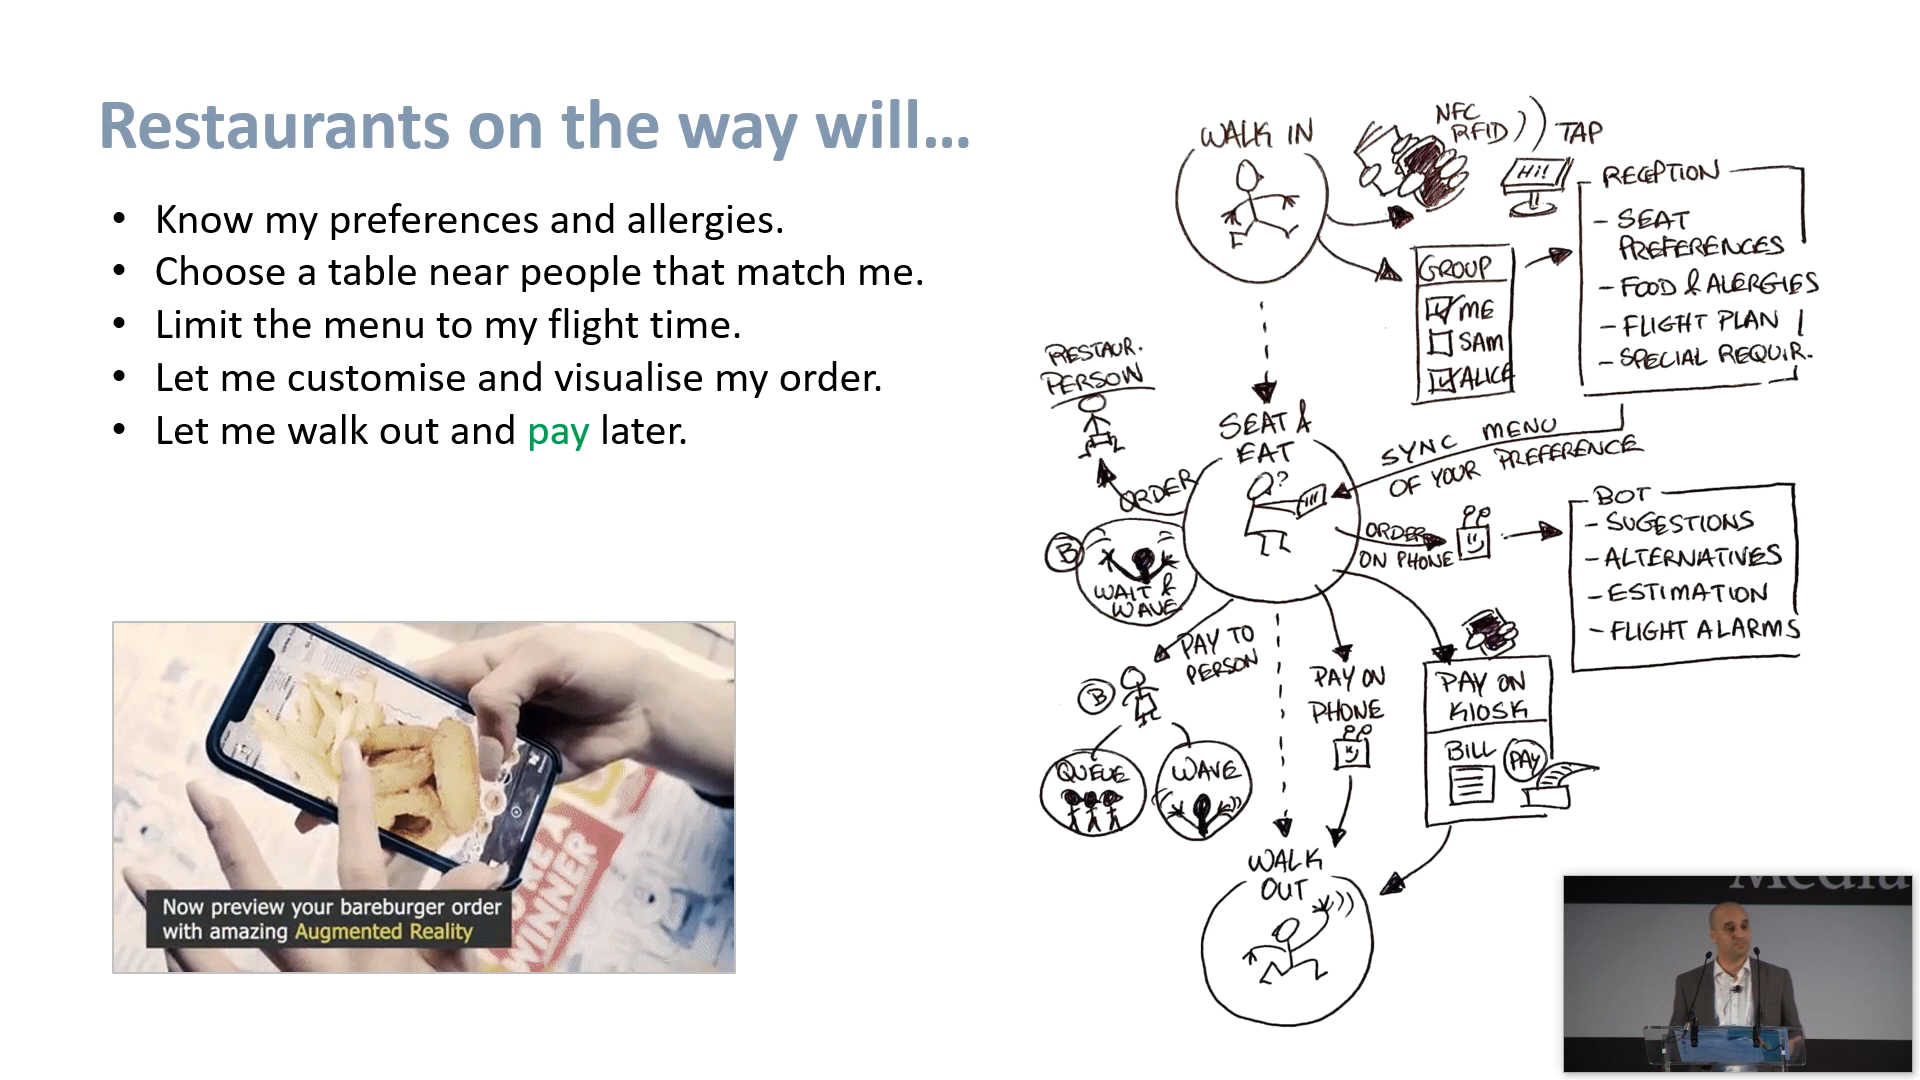 Restaurants on the way will...
• Know my preferences and allergies.
• Choose a table near people that match me.
• Limit the menu to my flight time.
• Let me customise and visualise my order.
• Let me walk out and pay later.
Now preview your bareburger order
with amazing Augmented Reality
WINNER
WALK IN
NFC
RFID
TAP
Hi!
RECEPTION
- SEAT
PREFERENCES
- FOOD & ALERGIES
- FLIGHT PLAN
- SPECIAL REQUIR.
GROUP
ME
SAM
ALICE
RESTAUR.
PERSON
SEAT &
EAT
?
SYNC MENU
OF YOUR PREFERENCE
ORDER
B
WAIT &
WAVE
ORDER
ON PHONE
BOT
- SUGESTIONS
- ALTERNATIVES
- ESTIMATION
- FLIGHT ALARMS
PAY TO
PERSON
B
QUEUE
WAVE
PAY ON
PHONE
PAY ON
KIOSK
BILL
PAY
WALK
OUT
Media